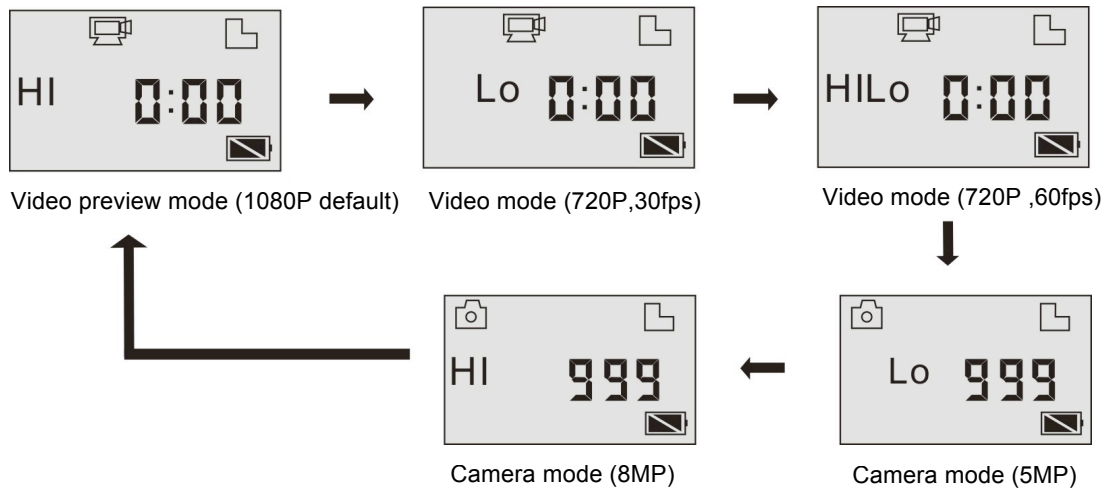 HI 0:00
Lo 0:00
HILo 0:00
Video preview mode (1080P default)
Video mode (720P,30fps)
Video mode (720P ,60fps)
HI 999
Lo 999
Camera mode (8MP)
Camera mode (5MP)